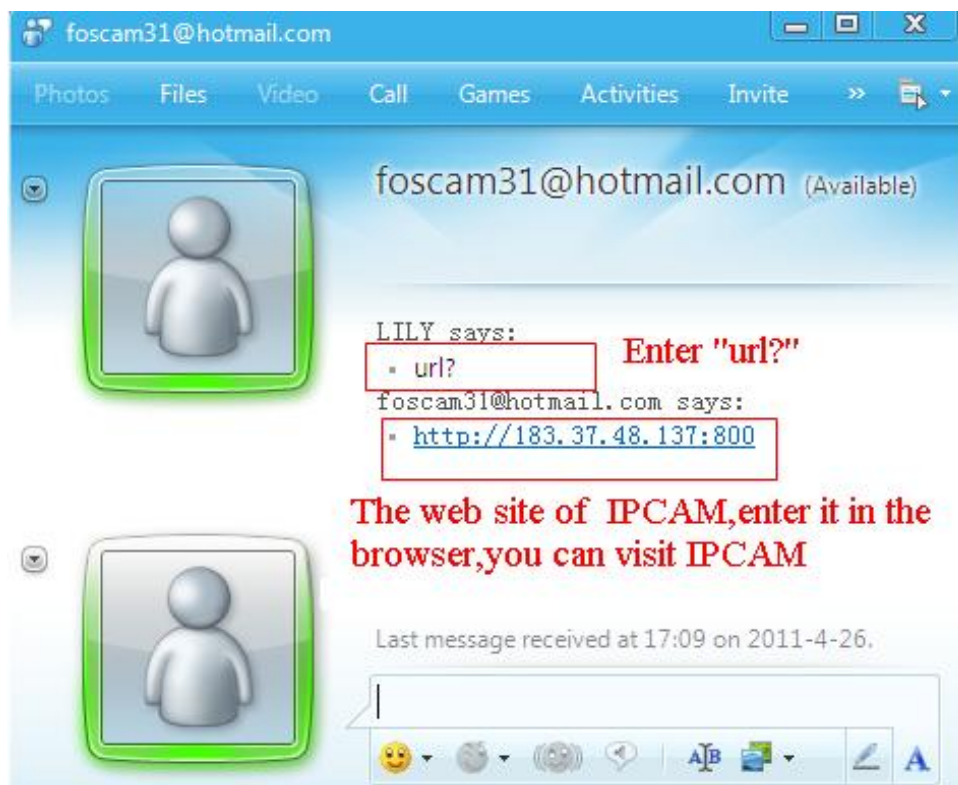 foscam31@hotmail.com
Photos Files Video Call Games Activities Invite »
foscam31@hotmail.com (Available)
LILY says:
url?
Enter "url?"
foscam31@hotmail.com says:
http://183.37.48.137:800
The web site of IPCAM,enter it in the
browser,you can visit IPCAM
Last message received at 17:09 on 2011-4-26.
AB
A